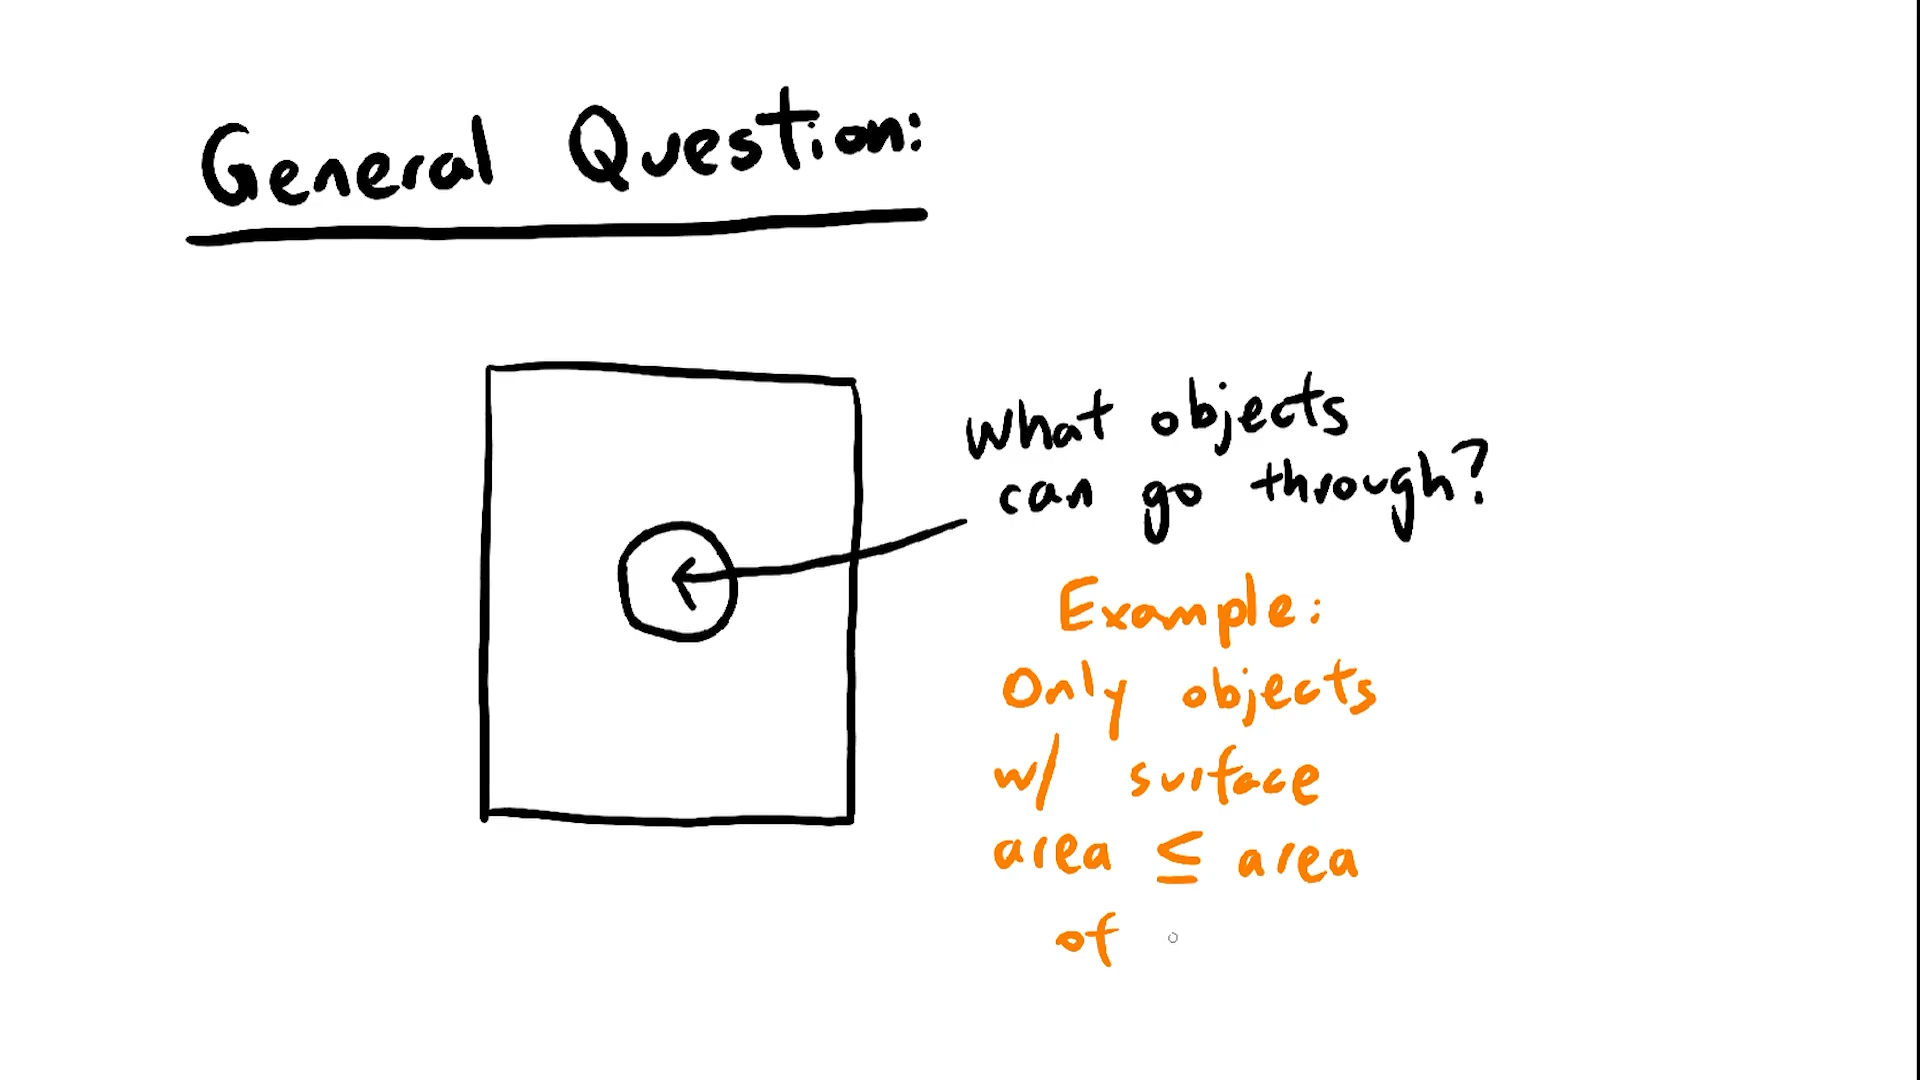 General Question:
What objects
can go through?
Example:
Only objects
w/ surface
area ≤ area
of